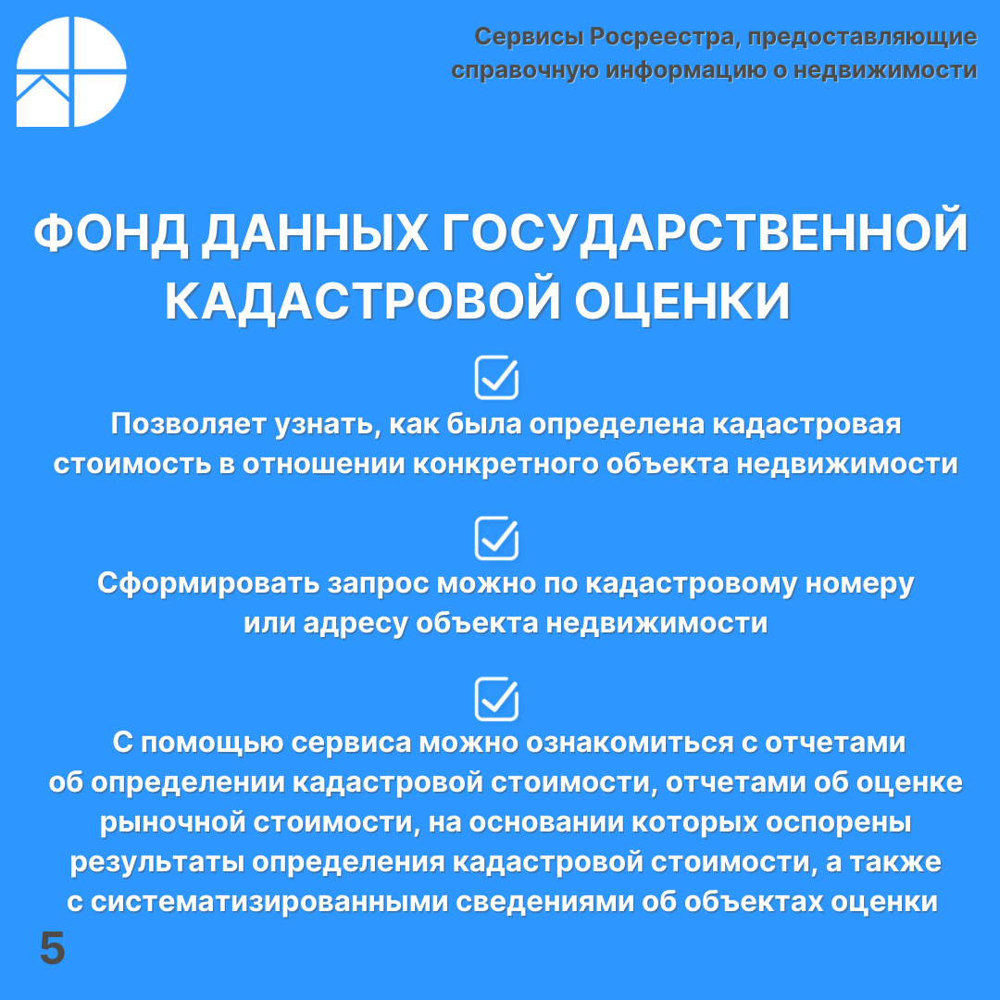 Сервисы Росреестра, предоставляющие
справочную информацию о недвижимости
ФОНД ДАННЫХ ГОСУДАРСТВЕННОЙ
КАДАСТРОВОЙ ОЦЕНКИ
Позволяет узнать, как была определена кадастровая
стоимость в отношении конкретного объекта недвижимости
Сформировать запрос можно по кадастровому номеру
или адресу объекта недвижимости
С помощью сервиса можно ознакомиться с отчетами
об определении кадастровой стоимости, отчетами об оценке
рыночной стоимости, на основании которых оспорены
результаты определения кадастровой стоимости, а также
с систематизированными сведениями об объектах оценки
5